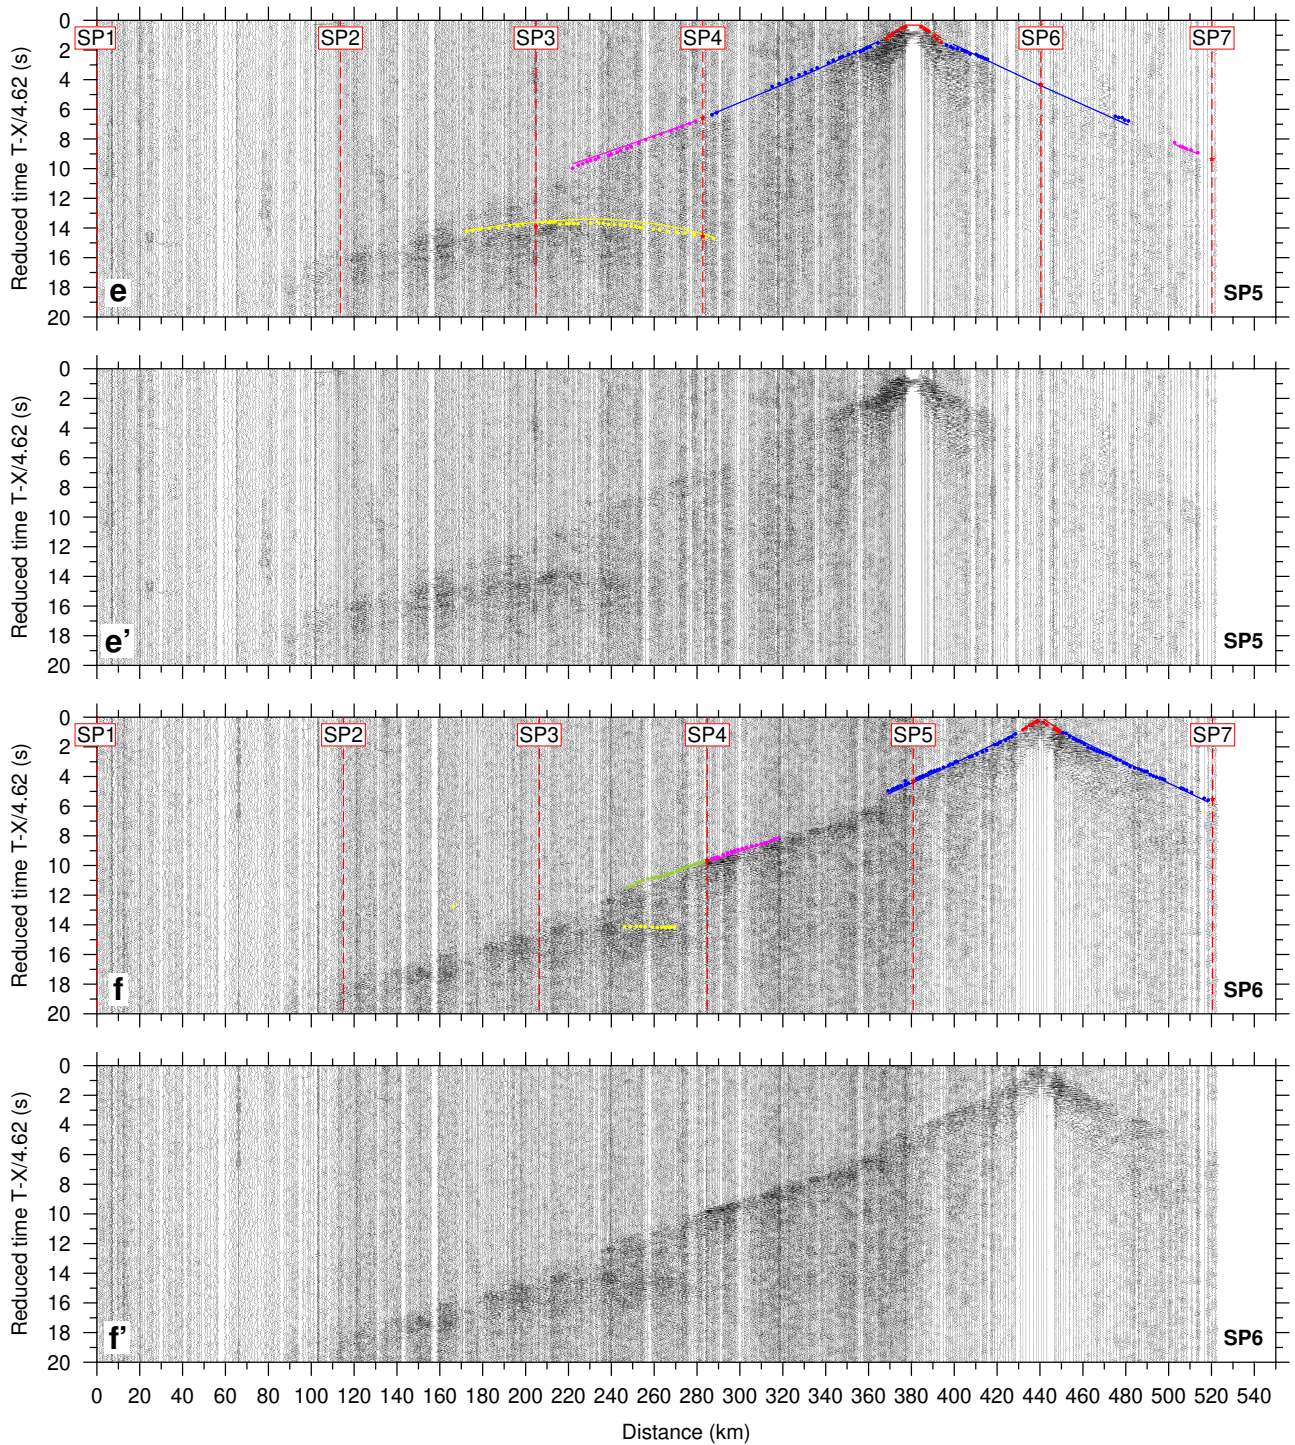 SP1 SP2 SP3 SP4 SP6 SP7
0
2
4
6
8
10
12
14
16
18
20
Reduced time T-X/4.62 (s)
e
SP5
0
2
4
6
8
10
12
14
16
18
20
Reduced time T-X/4.62 (s)
e’
SP5
SP1 SP2 SP3 SP4 SP5 SP7
0
2
4
6
8
10
12
14
16
18
20
Reduced time T-X/4.62 (s)
f
SP6
0
2
4
6
8
10
12
14
16
18
20
Reduced time T-X/4.62 (s)
f’
SP6
0 20 40 60 80 100 120 140 160 180 200 220 240 260 280 300 320 340 360 380 400 420 440 460 480 500 520 540
Distance (km)